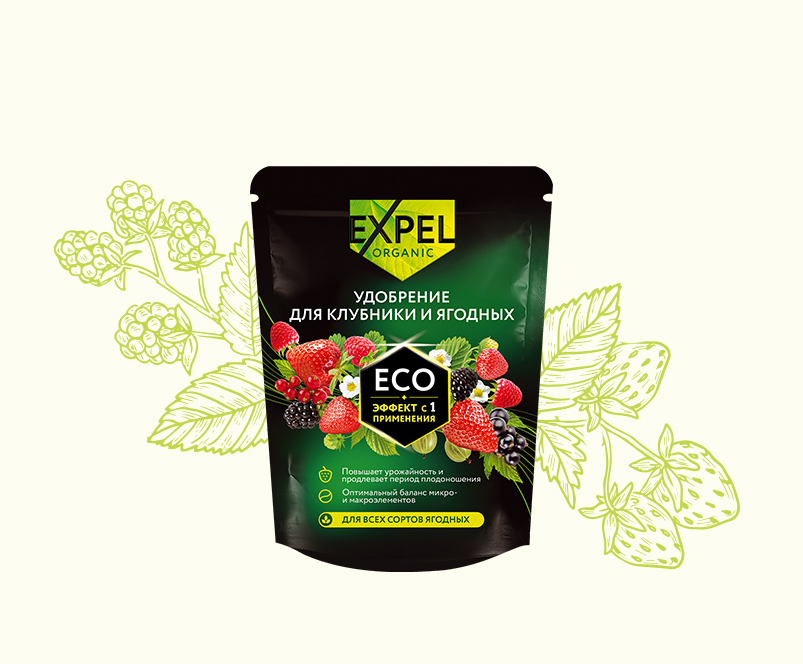 EXPEL
ORGANIC
УДОБРЕНИЕ
ДЛЯ КЛУБНИКИ И ЯГОДНЫХ
ECO
ЭФФЕКТ с 1
ПРИМЕНЕНИЯ
Повышает урожайность и
продлевает период плодоношения
Оптимальный баланс микро-
и макроэлементов
ДЛЯ ВСЕХ СОРТОВ ЯГОДНЫХ